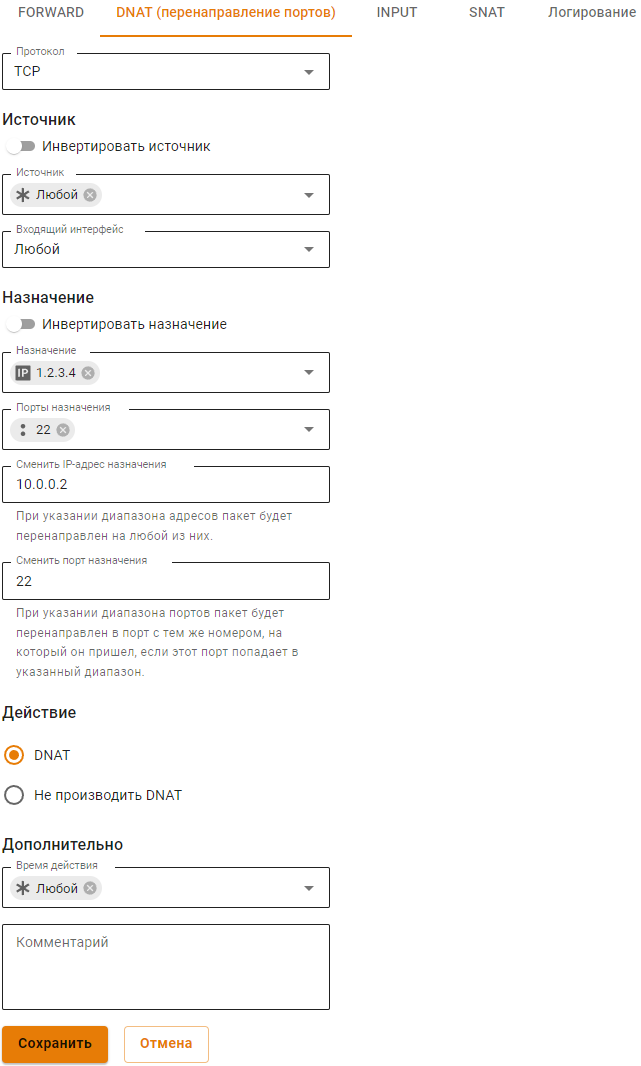 FORWARD DNAT (перенаправление портов) INPUT SNAT Логирование
Протокол
TCP
Источник
Инвертировать источник
Источник
Любой
Входящий интерфейс
Любой
Назначение
Инвертировать назначение
Назначение
IP 1.2.3.4
Порты назначения
22
Сменить IP-адрес назначения
10.0.0.2
При указании диапазона адресов пакет будет
перенаправлен на любой из них.
Сменить порт назначения
22
При указании диапазона портов пакет будет
перенаправлен в порт с тем же номером, на
который он пришел, если этот порт попадает в
указанный диапазон.
Действие
DNAT
Не производить DNAT
Дополнительно
Время действия
Любой
Комментарий
Сохранить Отмена